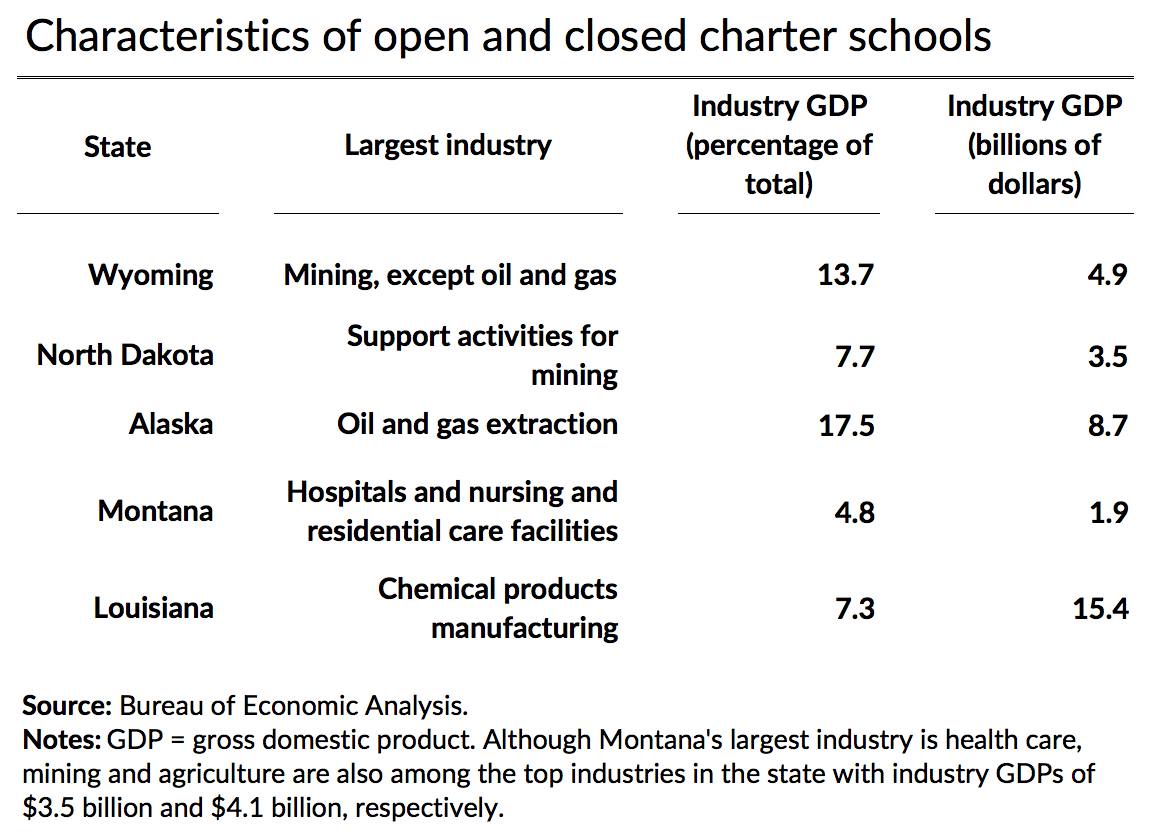 Characteristics of open and closed charter schools
State
Largest industry
Industry GDP
(percentage of
total)
Industry GDP
(billions of
dollars)
Wyoming
Mining, except oil and gas
13.7
4.9
North Dakota
Support activities for
mining
7.7
3.5
Alaska
Oil and gas extraction
17.5
8.7
Montana
Hospitals and nursing and
residential care facilities
4.8
1.9
Louisiana
Chemical products
manufacturing
7.3
15.4
Source: Bureau of Economic Analysis.
Notes: GDP = gross domestic product. Although Montana's largest industry is health care,
mining and agriculture are also among the top industries in the state with industry GDPs of
$3.5 billion and $4.1 billion, respectively.